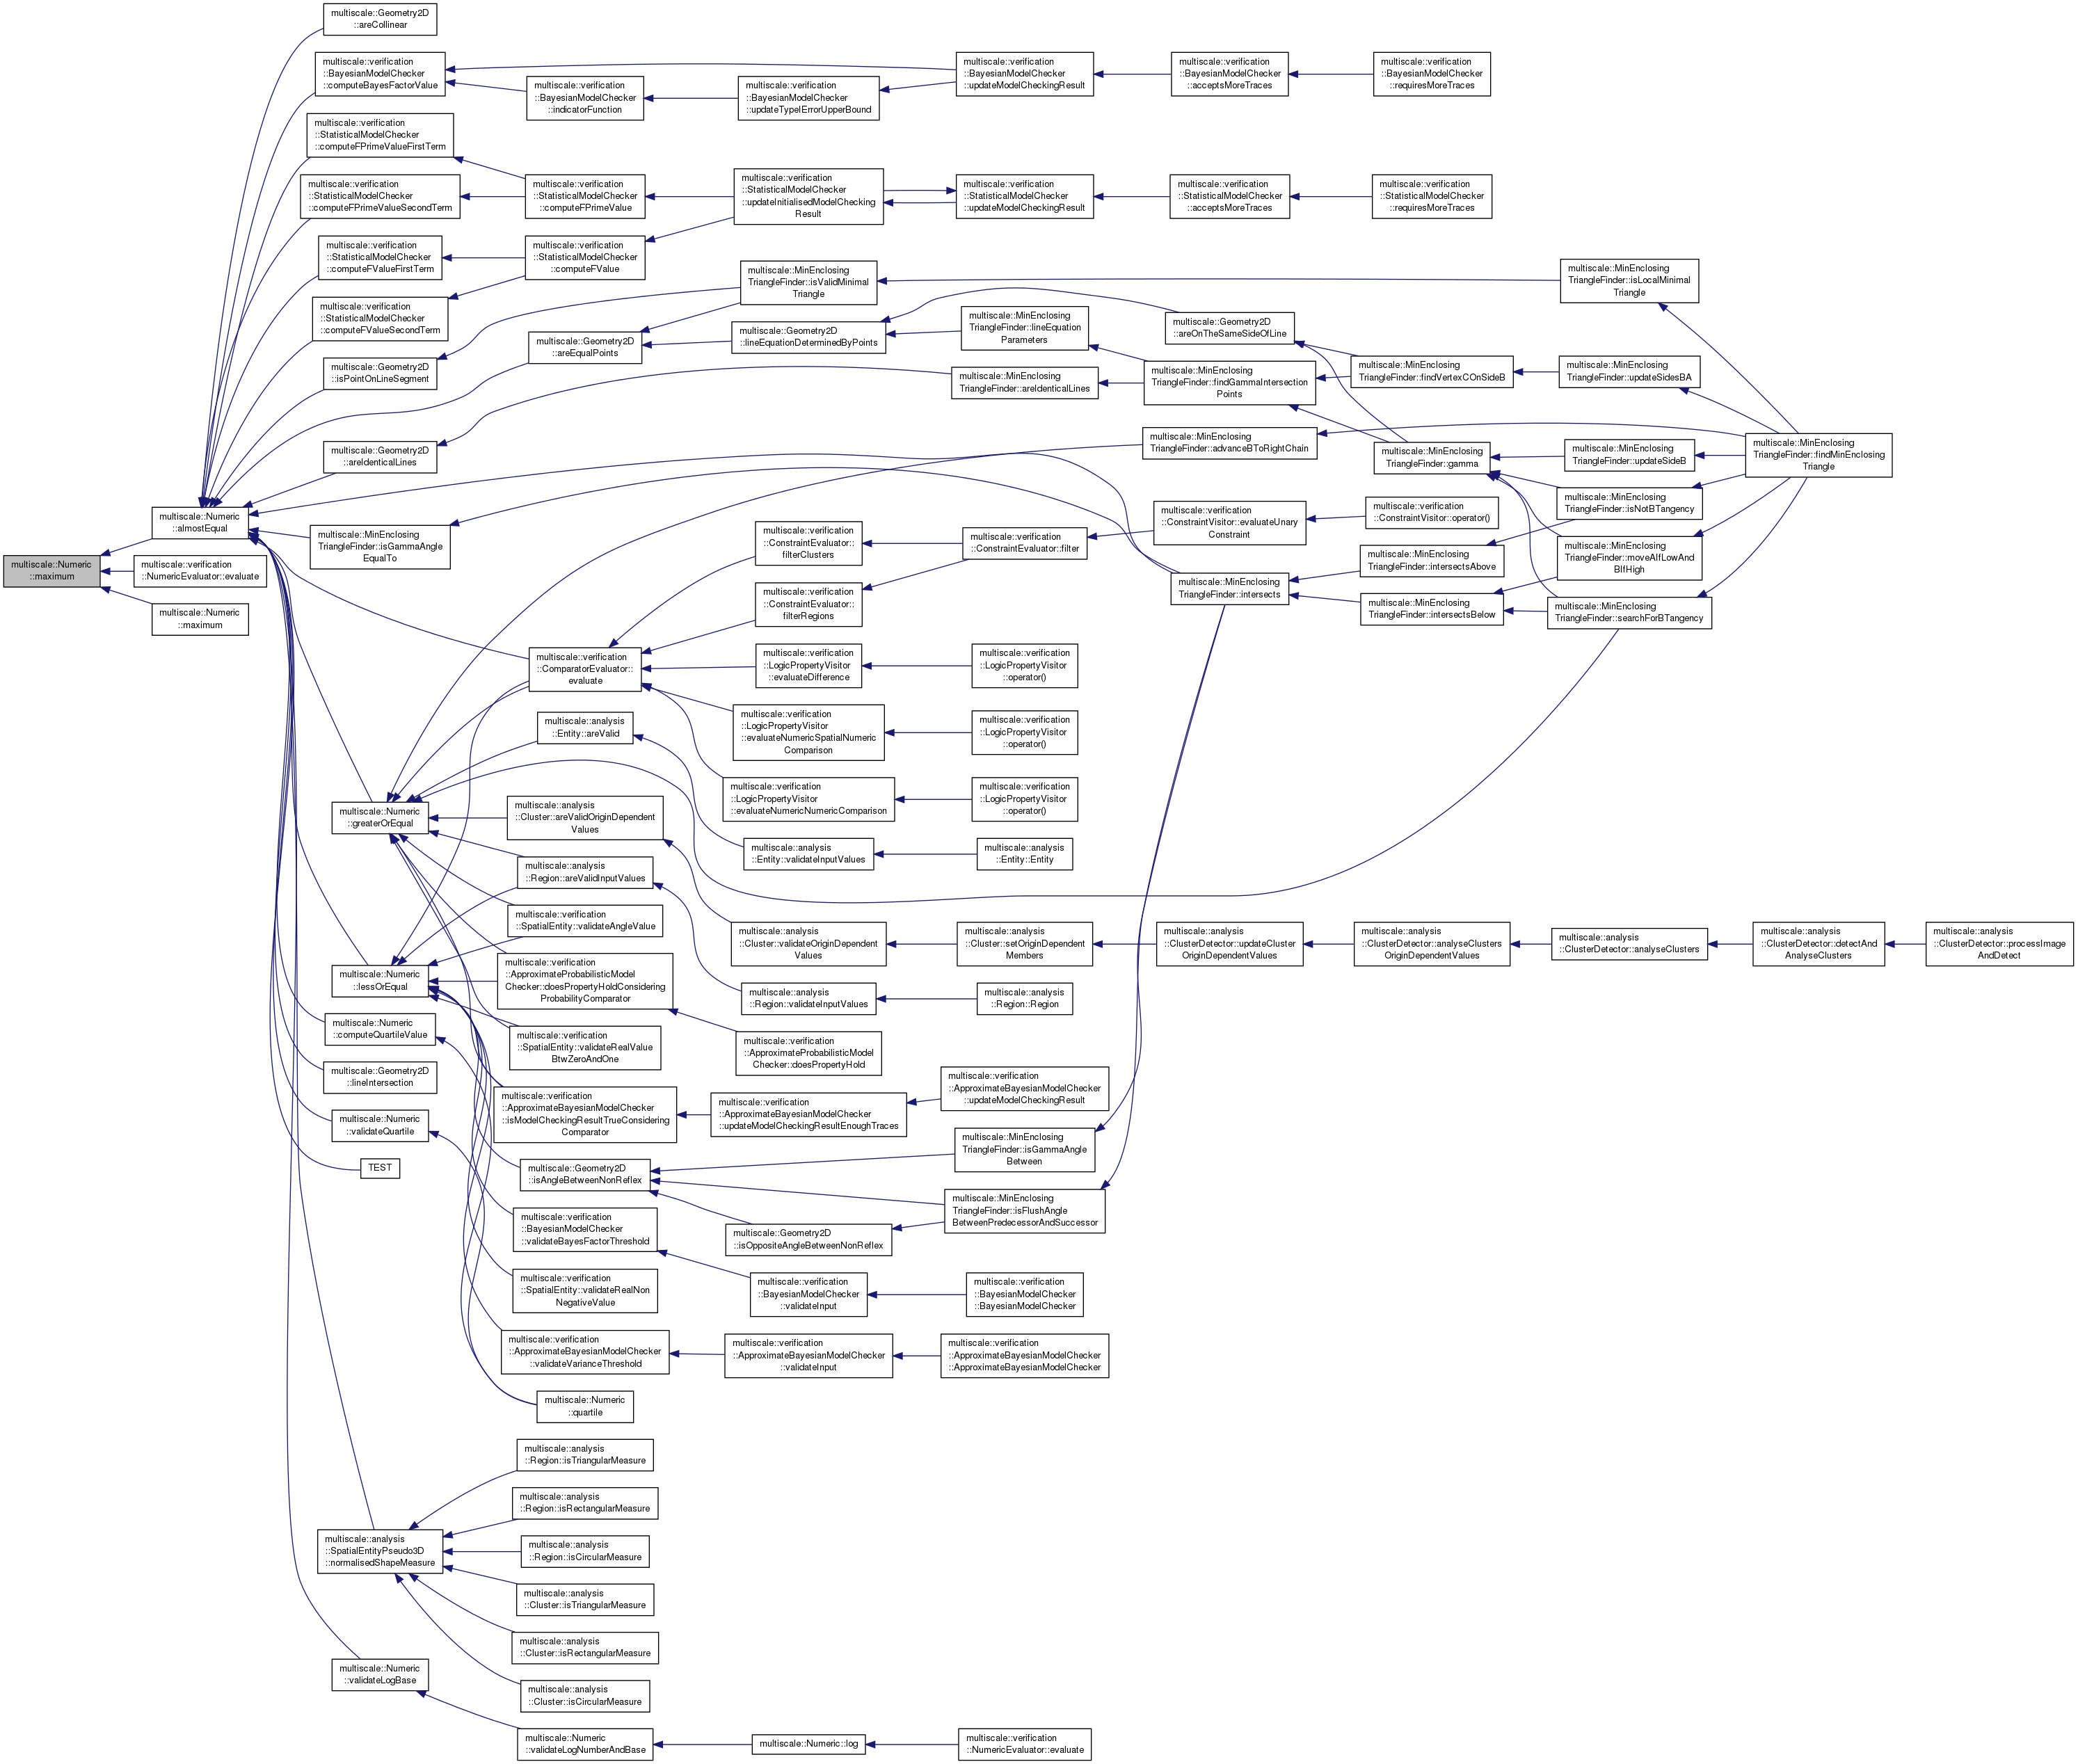 multiscale::Numeric
::maximum
multiscale::Numeric
::almostEqual
multiscale::verification
::NumericEvaluator::evaluate
multiscale::Numeric
::maximum
multiscale::Geometry2D
::areCollinear
multiscale::verification
::BayesianModelChecker
::computeBayesFactorValue
multiscale::verification
::StatisticalModelChecker
::computeFPrimeValueFirstTerm
multiscale::verification
::StatisticalModelChecker
::computeFPrimeValueSecondTerm
multiscale::verification
::StatisticalModelChecker
::computeFValueFirstTerm
multiscale::verification
::StatisticalModelChecker
::computeFValueSecondTerm
multiscale::Geometry2D
::isPointOnLineSegment
multiscale::Geometry2D
::areIdenticalLines
multiscale::MinEnclosing
TriangleFinder::isGammaAngle
EqualTo
multiscale::Numeric
::greaterOrEqual
multiscale::Numeric
::lessOrEqual
multiscale::Numeric
::computeQuartileValue
multiscale::Geometry2D
::lineIntersection
multiscale::Numeric
::validateQuartile
TEST
multiscale::analysis
::SpatialEntityPseudo3D
::normalisedShapeMeasure
multiscale::Numeric
::validateLogBase
multiscale::verification
::BayesianModelChecker
::indicatorFunction
multiscale::verification
::StatisticalModelChecker
::computeFPrimeValue
multiscale::verification
::StatisticalModelChecker
::computeFValue
multiscale::Geometry2D
::areEqualPoints
multiscale::verification
::ComparatorEvaluator::
evaluate
multiscale::analysis
::Entity::areValid
multiscale::analysis
::Cluster::areValidOriginDependent
Values
multiscale::analysis
::Region::areValidInputValues
multiscale::verification
::SpatialEntity::validateAngleValue
multiscale::verification
::ApproximateProbabilisticModel
Checker::doesPropertyHoldConsidering
ProbabilityComparator
multiscale::verification
::SpatialEntity::validateRealValue
BtwZeroAndOne
multiscale::verification
::ApproximateBayesianModelChecker
::isModelCheckingResultTrueConsidering
Comparator
multiscale::Geometry2D
::isAngleBetweenNonReflex
multiscale::verification
::BayesianModelChecker
::validateBayesFactorThreshold
multiscale::verification
::SpatialEntity::validateRealNon
NegativeValue
multiscale::verification
::ApproximateBayesianModelChecker
::validateVarianceThreshold
multiscale::Numeric
::quartile
multiscale::analysis
::Region::isTriangularMeasure
multiscale::analysis
::Region::isRectangularMeasure
multiscale::analysis
::Region::isCircularMeasure
multiscale::analysis
::Cluster::isTriangularMeasure
multiscale::analysis
::Cluster::isRectangularMeasure
multiscale::analysis
::Cluster::isCircularMeasure
multiscale::Numeric
::validateLogNumberAndBase
multiscale::verification
::BayesianModelChecker
::updateTypeIErrorUpperBound
multiscale::verification
::StatisticalModelChecker
::updateInitialisedModelChecking
Result
multiscale::MinEnclosing
TriangleFinder::isValidMinimal
Triangle
multiscale::Geometry2D
::lineEquationDeterminedByPoints
multiscale::verification
::ConstraintEvaluator::
filterClusters
multiscale::verification
::ConstraintEvaluator::
filterRegions
multiscale::verification
::LogicPropertyVisitor
::evaluateDifference
multiscale::verification
::LogicPropertyVisitor
::evaluateNumericSpatialNumeric
Comparison
multiscale::verification
::LogicPropertyVisitor
::evaluateNumericNumericComparison
multiscale::analysis
::Entity::validateInputValues
multiscale::analysis
::Cluster::validateOriginDependent
Values
multiscale::analysis
::Region::validateInputValues
multiscale::verification
::ApproximateProbabilisticModel
Checker::doesPropertyHold
multiscale::verification
::ApproximateBayesianModelChecker
::updateModelCheckingResultEnoughTraces
multiscale::Geometry2D
::isOppositeAngleBetweenNonReflex
multiscale::verification
::BayesianModelChecker
::validateInput
multiscale::verification
::ApproximateBayesianModelChecker
::validateInput
multiscale::Numeric::log
multiscale::verification
::BayesianModelChecker
::updateModelCheckingResult
multiscale::verification
::StatisticalModelChecker
::updateModelCheckingResult
multiscale::MinEnclosing
TriangleFinder::lineEquation
Parameters
multiscale::MinEnclosing
TriangleFinder::areIdenticalLines
multiscale::verification
::ConstraintEvaluator::filter
multiscale::verification
::LogicPropertyVisitor
::operator()
multiscale::verification
::LogicPropertyVisitor
::operator()
multiscale::verification
::LogicPropertyVisitor
::operator()
multiscale::analysis
::Entity::Entity
multiscale::analysis
::Cluster::setOriginDependent
Members
multiscale::analysis
::Region::Region
multiscale::verification
::ApproximateBayesianModelChecker
::updateModelCheckingResult
multiscale::MinEnclosing
TriangleFinder::isGammaAngle
Between
multiscale::MinEnclosing
TriangleFinder::isFlushAngle
BetweenPredecessorAndSuccessor
multiscale::verification
::BayesianModelChecker
::BayesianModelChecker
multiscale::verification
::ApproximateBayesianModelChecker
::ApproximateBayesianModelChecker
multiscale::verification
::NumericEvaluator::evaluate
multiscale::verification
::BayesianModelChecker
::acceptsMoreTraces
multiscale::verification
::StatisticalModelChecker
::acceptsMoreTraces
multiscale::Geometry2D
::areOnTheSameSideOfLine
multiscale::MinEnclosing
TriangleFinder::findGammaIntersection
Points
multiscale::MinEnclosing
TriangleFinder::advanceBToRightChain
multiscale::verification
::ConstraintVisitor::evaluateUnary
Constraint
multiscale::MinEnclosing
TriangleFinder::intersects
multiscale::analysis
::ClusterDetector::updateCluster
OriginDependentValues
multiscale::verification
::BayesianModelChecker
::requiresMoreTraces
multiscale::verification
::StatisticalModelChecker
::requiresMoreTraces
multiscale::MinEnclosing
TriangleFinder::findVertexCOnSideB
multiscale::MinEnclosing
TriangleFinder::gamma
multiscale::verification
::ConstraintVisitor::operator()
multiscale::MinEnclosing
TriangleFinder::intersectsAbove
multiscale::MinEnclosing
TriangleFinder::intersectsBelow
multiscale::analysis
::ClusterDetector::analyseClusters
OriginDependentValues
multiscale::MinEnclosing
TriangleFinder::isLocalMinimal
Triangle
multiscale::MinEnclosing
TriangleFinder::updateSidesBA
multiscale::MinEnclosing
TriangleFinder::updateSideB
multiscale::MinEnclosing
TriangleFinder::isNotBTangency
multiscale::MinEnclosing
TriangleFinder::moveAIfLowAnd
BIfHigh
multiscale::MinEnclosing
TriangleFinder::searchForBTangency
multiscale::analysis
::ClusterDetector::analyseClusters
multiscale::MinEnclosing
TriangleFinder::findMinEnclosing
Triangle
multiscale::analysis
::ClusterDetector::detectAnd
AnalyseClusters
multiscale::analysis
::ClusterDetector::processImage
AndDetect